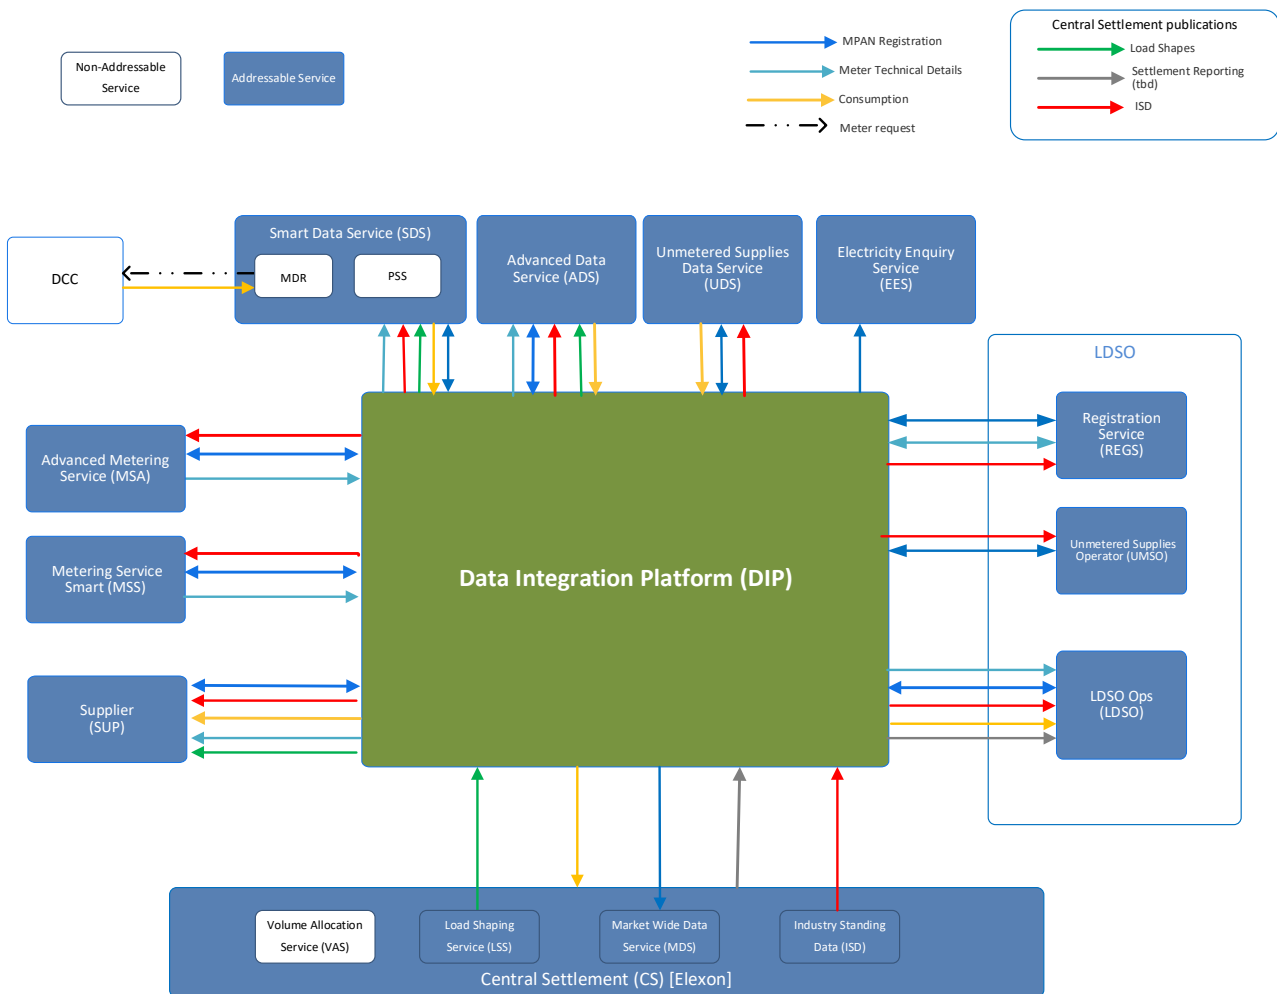 Non-Addressable
Service
Addressable Service
MPAN Registration
Meter Technical Details
Consumption
Meter request
Central Settlement publications
Load Shapes
Settlement Reporting
(tbd)
ISD
DCC
Smart Data Service (SDS)
MDR
PSS
Advanced Data
Service (ADS)
Unmetered Supplies
Data Service
(UDS)
Electricity Enquiry
Service
(EES)
LDSO
Registration
Service
(REGS)
Unmetered Supplies
Operator (UMSO)
LDSO Ops
(LDSO)
Advanced Metering
Service (MSA)
Metering Service
Smart (MSS)
Supplier
(SUP)
Data Integration Platform (DIP)
Volume Allocation
Service (VAS)
Load Shaping
Service (LSS)
Market Wide Data
Service (MDS)
Industry Standing
Data (ISD)
Central Settlement (CS) [Elexon]